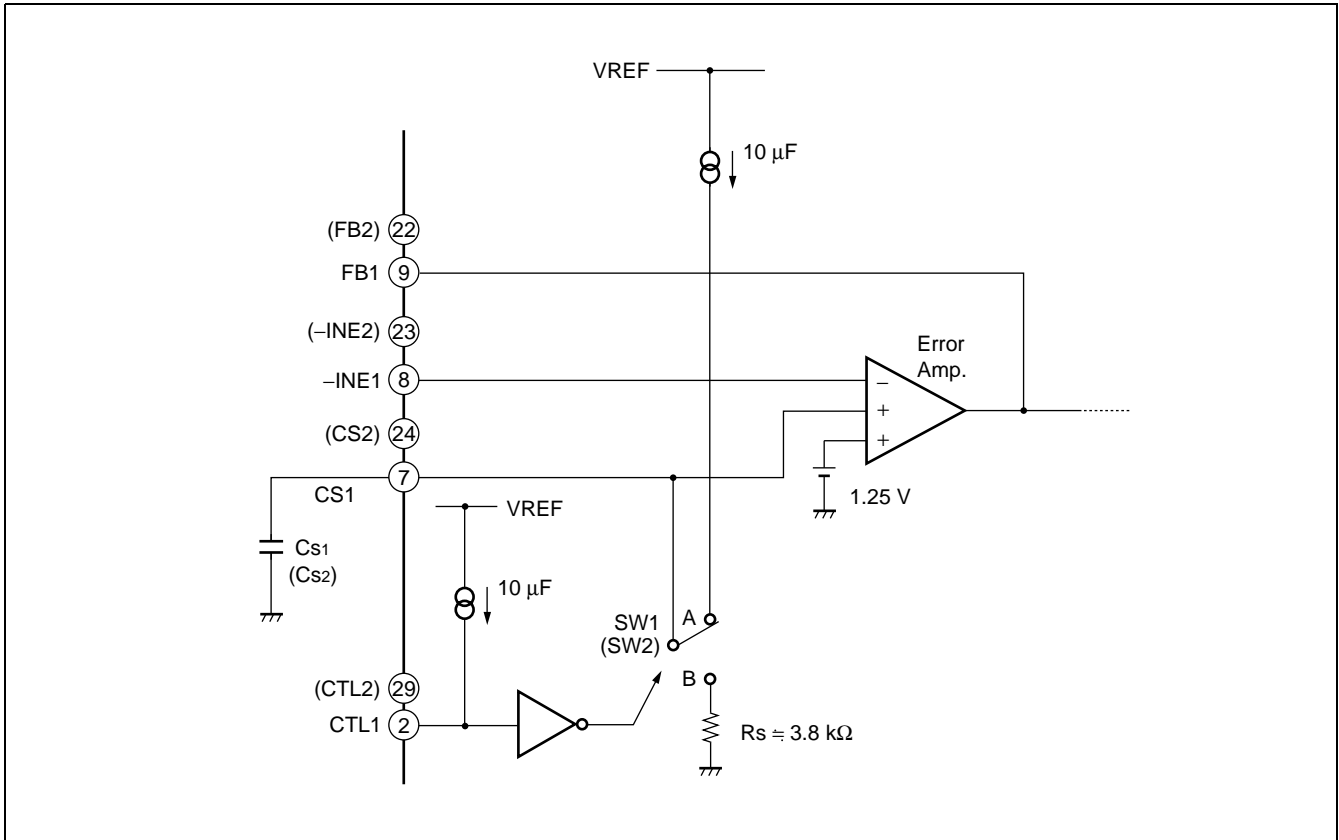 VREF
10 μF
(FB2) 22
FB1 9
(−INE2) 23
Error
Amp.
−INE1 8
−
+
+
(CS2) 24
7
CS1
1.25 V
VREF
Cs1
(Cs2)
10 μF
SW1
(SW2)
A
B
(CTL2) 29
CTL1 2
Rs ≒ 3.8 kΩ